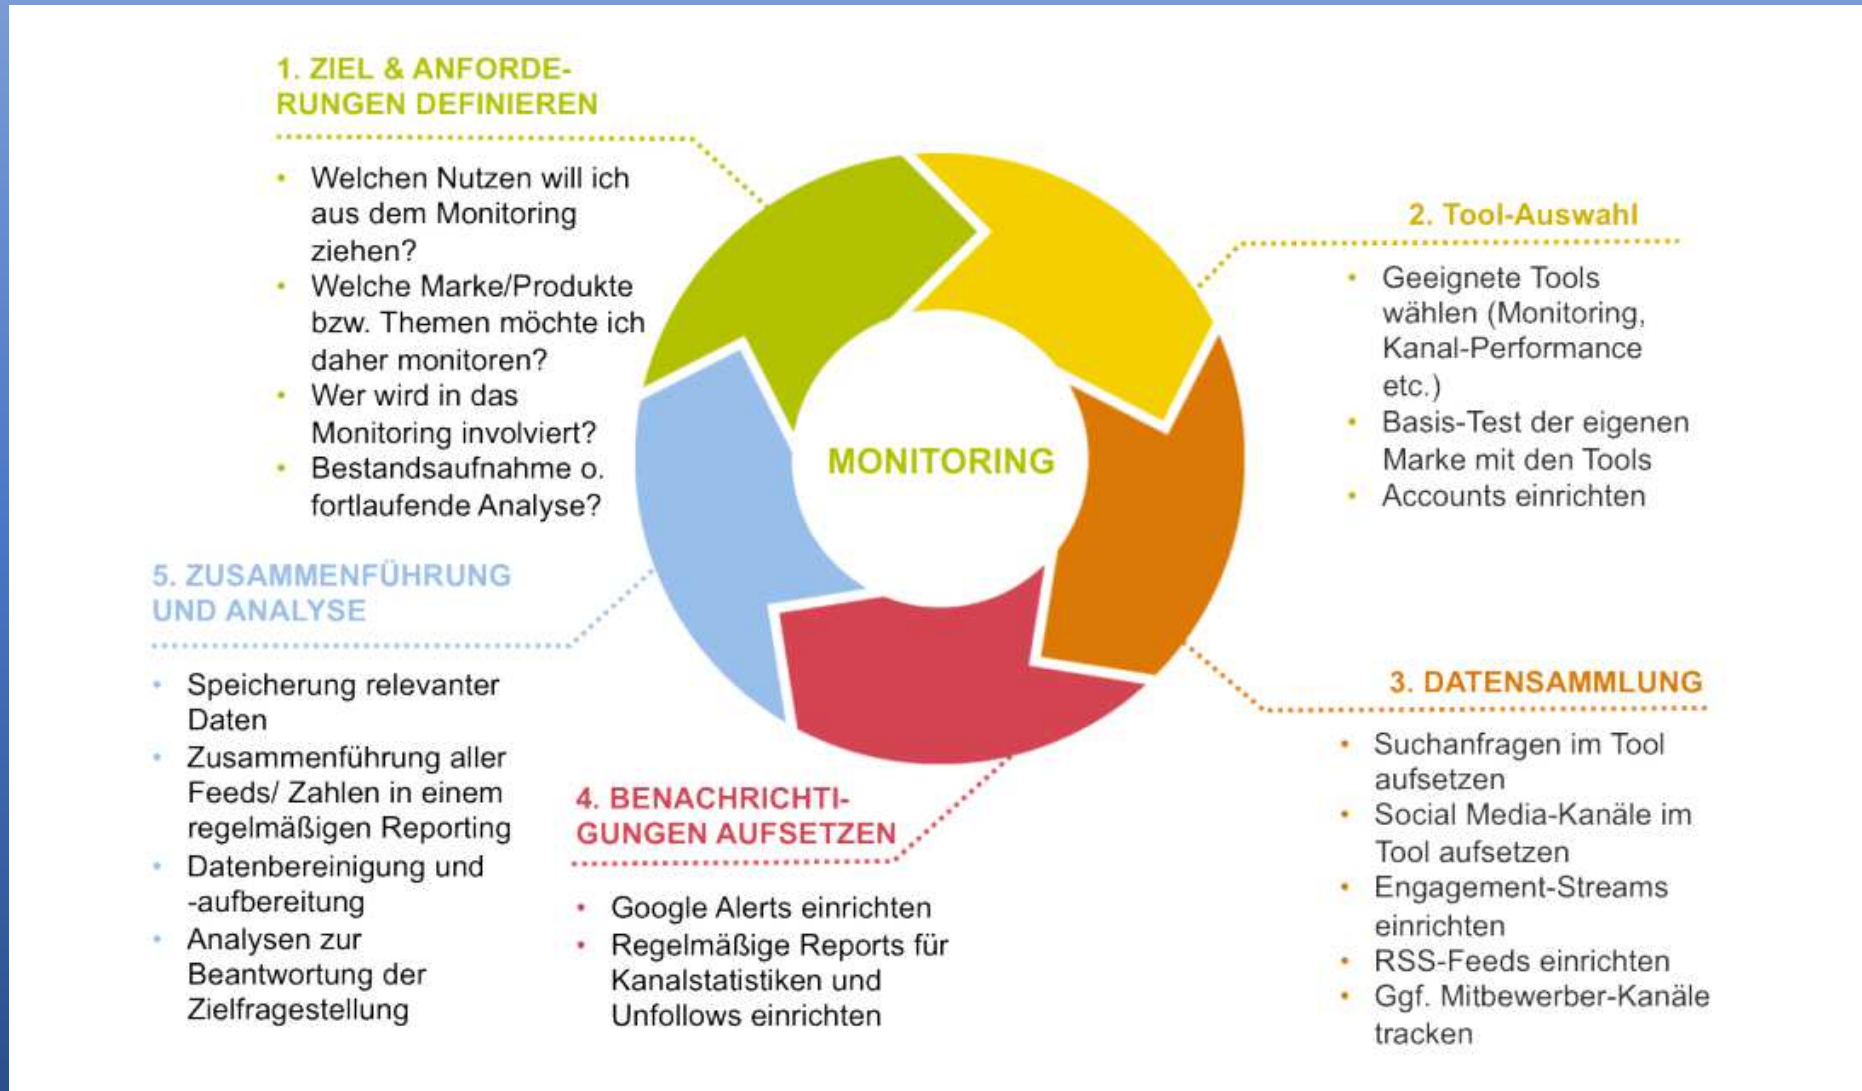 1. ZIEL & ANFORDE-
RUNGEN DEFINIEREN
• Welchen Nutzen will ich
aus dem Monitoring
ziehen?
• Welche Marke/Produkte
bzw. Themen möchte ich
daher monitoren?
• Wer wird in das
Monitoring involviert?
• Bestandsaufnahme o.
fortlaufende Analyse?
MONITORING
2. Tool-Auswahl
• Geeignete Tools
wählen (Monitoring,
Kanal-Performance
etc.)
• Basis-Test der eigenen
Marke mit den Tools
• Accounts einrichten
3. DATENSAMMLUNG
• Suchanfragen im Tool
aufsetzen
• Social Media-Kanäle im
Tool aufsetzen
• Engagement-Streams
einrichten
• RSS-Feeds einrichten
• Ggf. Mitbewerber-Kanäle
tracken
4. BENACHRICHTI-
GUNGEN AUFSETZEN
• Google Alerts einrichten
• Regelmäßige Reports für
Kanalstatistiken und
Unfollows einrichten
5. ZUSAMMENFÜHRUNG
UND ANALYSE
• Speicherung relevanter
Daten
• Zusammenführung aller
Feeds/ Zahlen in einem
regelmäßigen Reporting
• Datenbereinigung und
-aufbereitung
• Analysen zur
Beantwortung der
Zielfragestellung